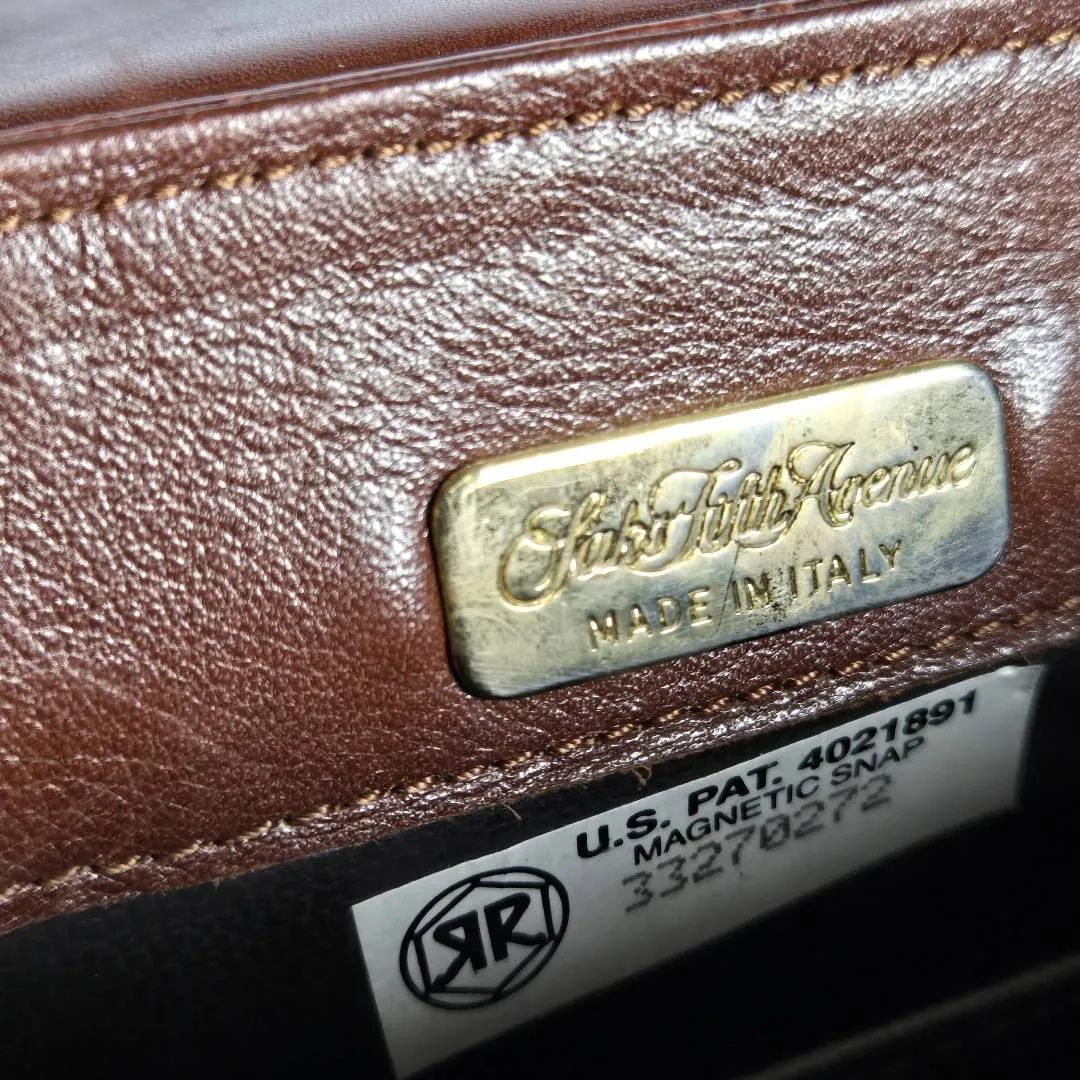 Saks Fifth Avenue
MADE IN ITALY
U.S. PAT. 4021891
MAGNETIC SNAP
33270272
RR